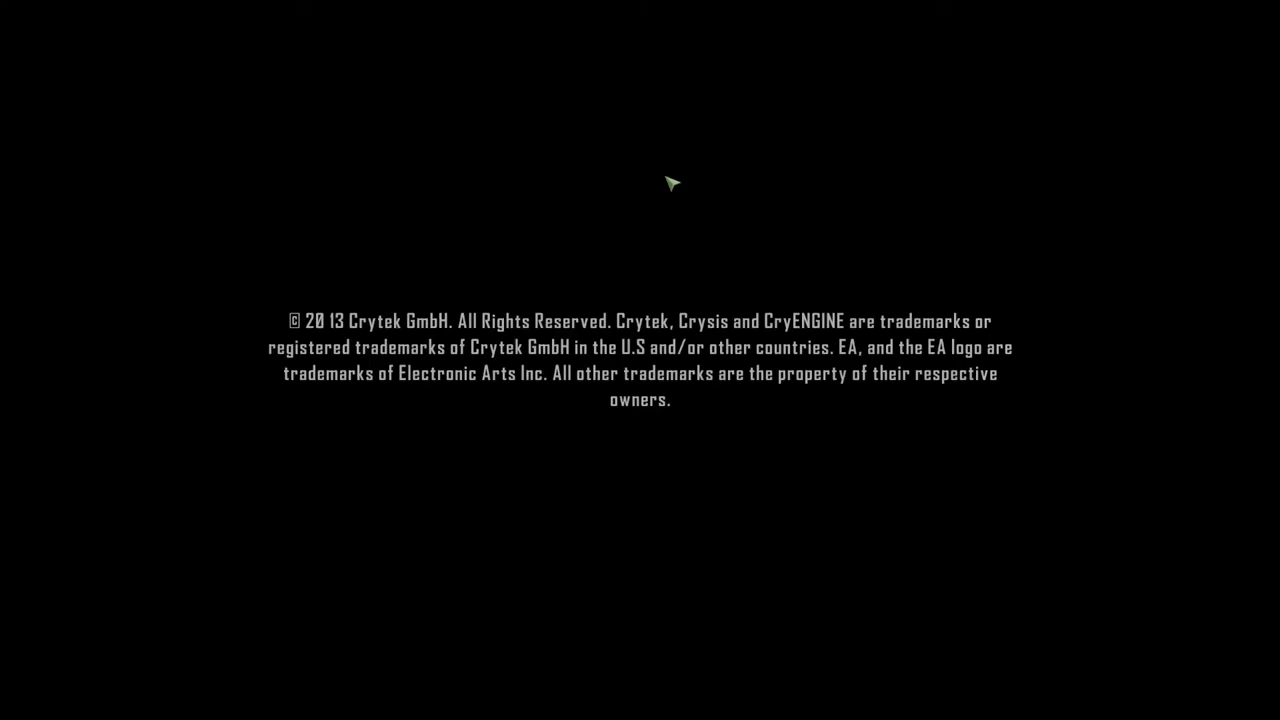 © 2013 Crytek GmbH. All Rights Reserved. Crytek, Crysis and CryENGINE are trademarks or
registered trademarks of Crytek GmbH in the U.S and/or other countries. EA, and the EA logo are
trademarks of Electronic Arts Inc. All other trademarks are the property of their respective
owners.